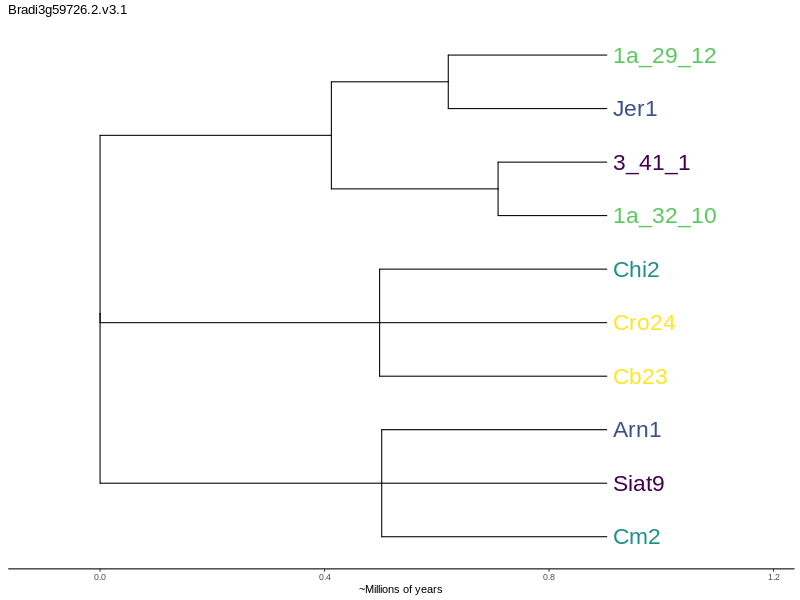 Bradi3g59726.2.v3.1
1a_29_12
Jer1
3_41_1
1a_32_10
Chi2
Cro24
Cb23
Arn1
Siat9
Cm2
0.0 0.4 0.8 1.2
~Millions of years